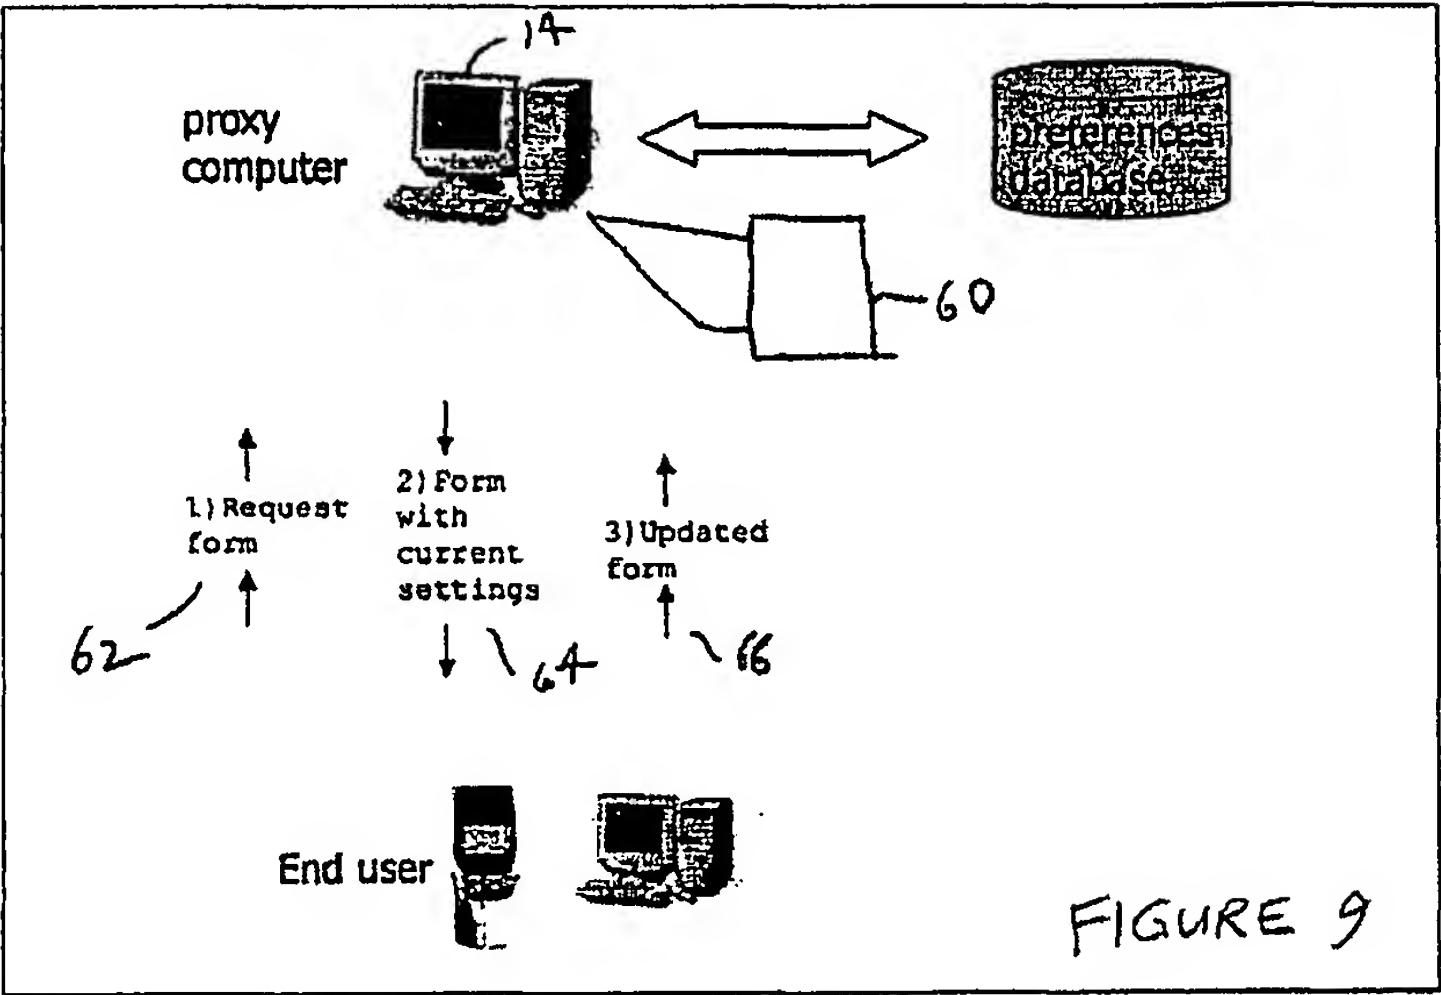 14
proxy
computer
preferences
database
60
1) Request
form
2) Form
with
current
settings
3) Updated
form
62
64
66
End user
FIGURE 9